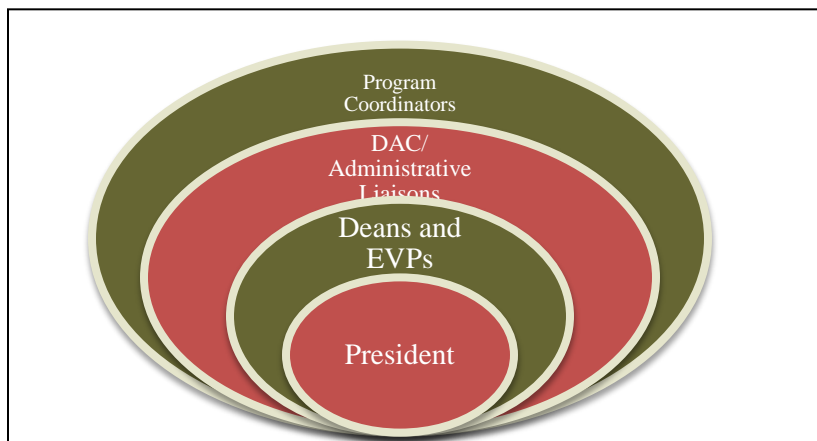 Program
Coordinators
DAC/
Administrative
Liaisons
Deans and
EVPs
President